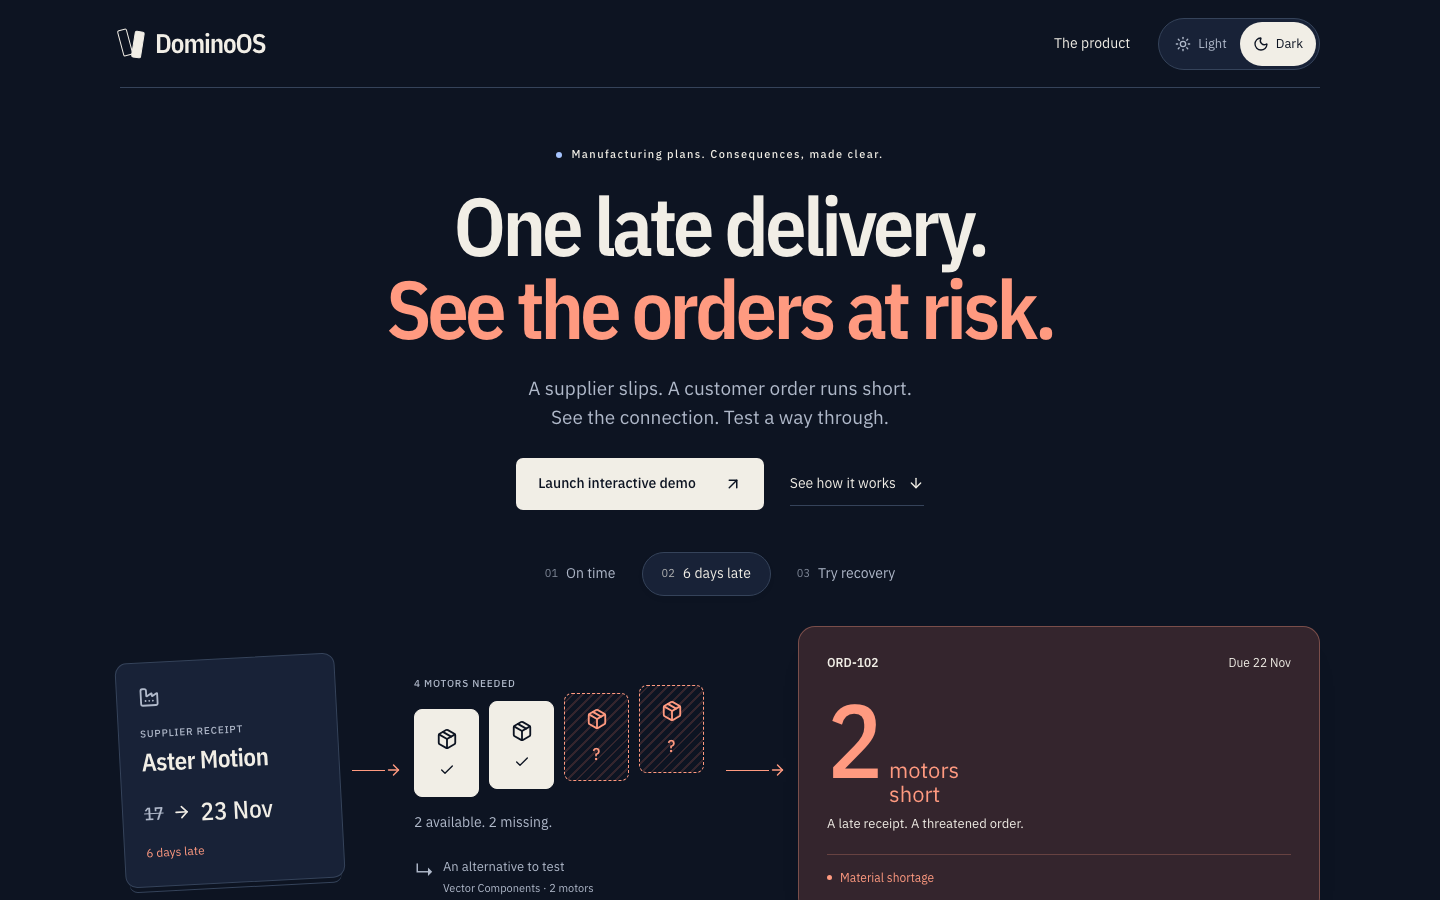 DominoOS
The product
Light
Dark
Manufacturing plans. Consequences, made clear.
One late delivery.
See the orders at risk.
A supplier slips. A customer order runs short.
See the connection. Test a way through.
Launch interactive demo
See how it works
01 On time
02 6 days late
03 Try recovery
SUPPLIER RECEIPT
Aster Motion
17 → 23 Nov
6 days late
4 MOTORS NEEDED
? ?
2 available. 2 missing.
An alternative to test
Vector Components · 2 motors
ORD-102
Due 22 Nov
2 motors short
A late receipt. A threatened order.
Material shortage